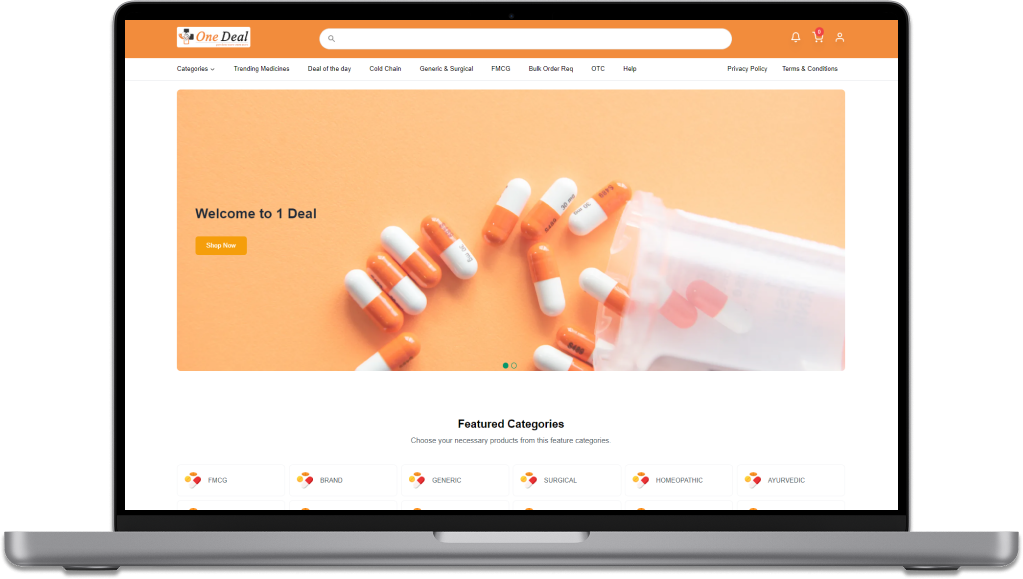 One Deal
0
Categories
Trending Medicines
Deal of the day
Cold Chain
Generic & Surgical
FMCG
Bulk Order Req
OTC
Help
Privacy Policy
Terms & Conditions
Welcome to 1 Deal
Shop Now
Featured Categories
Choose your necessary products from this feature categories.
FMCG
BRAND
GENERIC
SURGICAL
HOMEOPATHIC
AYURVEDIC